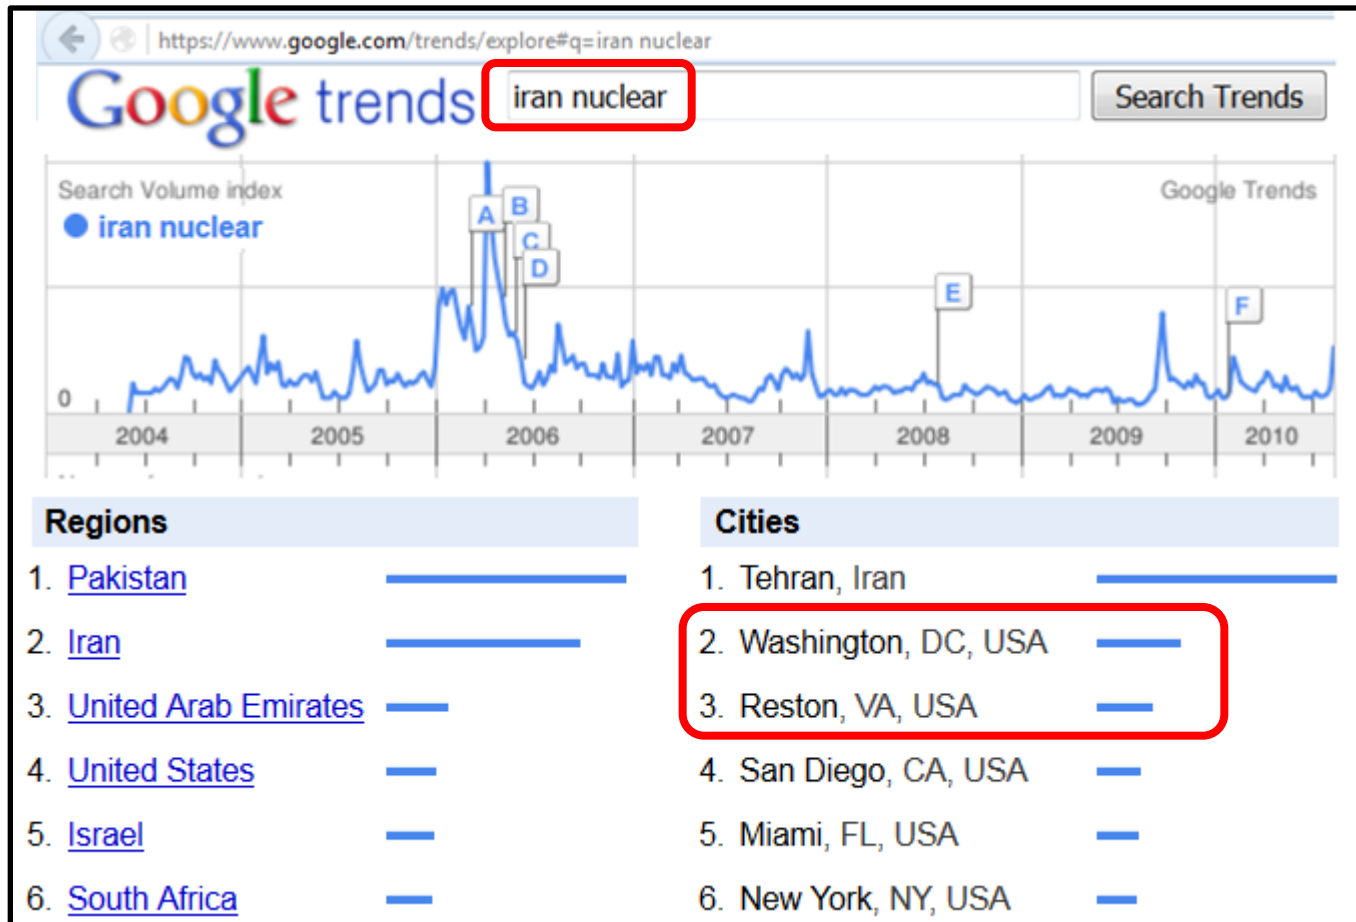 https://www.google.com/trends/explore#q=iran nuclear
Google trends iran nuclear Search Trends
Search Volume index Google Trends
iran nuclear
A B
C
D
E
F
0
2004 2005 2006 2007 2008 2009 2010
Regions
1. Pakistan
2. Iran
3. United Arab Emirates
4. United States
5. Israel
6. South Africa
Cities
1. Tehran, Iran
2. Washington, DC, USA
3. Reston, VA, USA
4. San Diego, CA, USA
5. Miami, FL, USA
6. New York, NY, USA